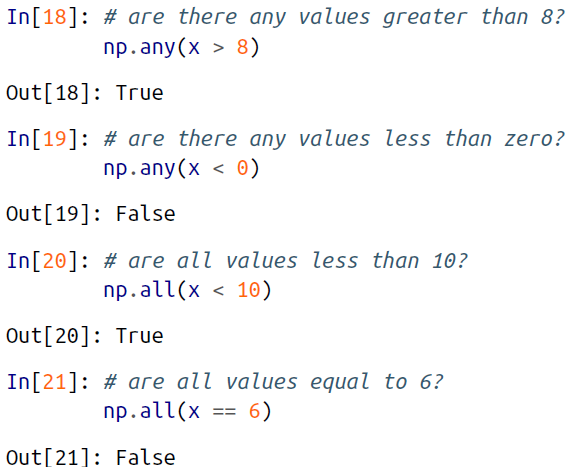 In[18]: # are there any values greater than 8?
np.any(x > 8)
Out[18]: True
In[19]: # are there any values less than zero?
np.any(x < 0)
Out[19]: False
In[20]: # are all values less than 10?
np.all(x < 10)
Out[20]: True
In[21]: # are all values equal to 6?
np.all(x == 6)
Out[21]: False